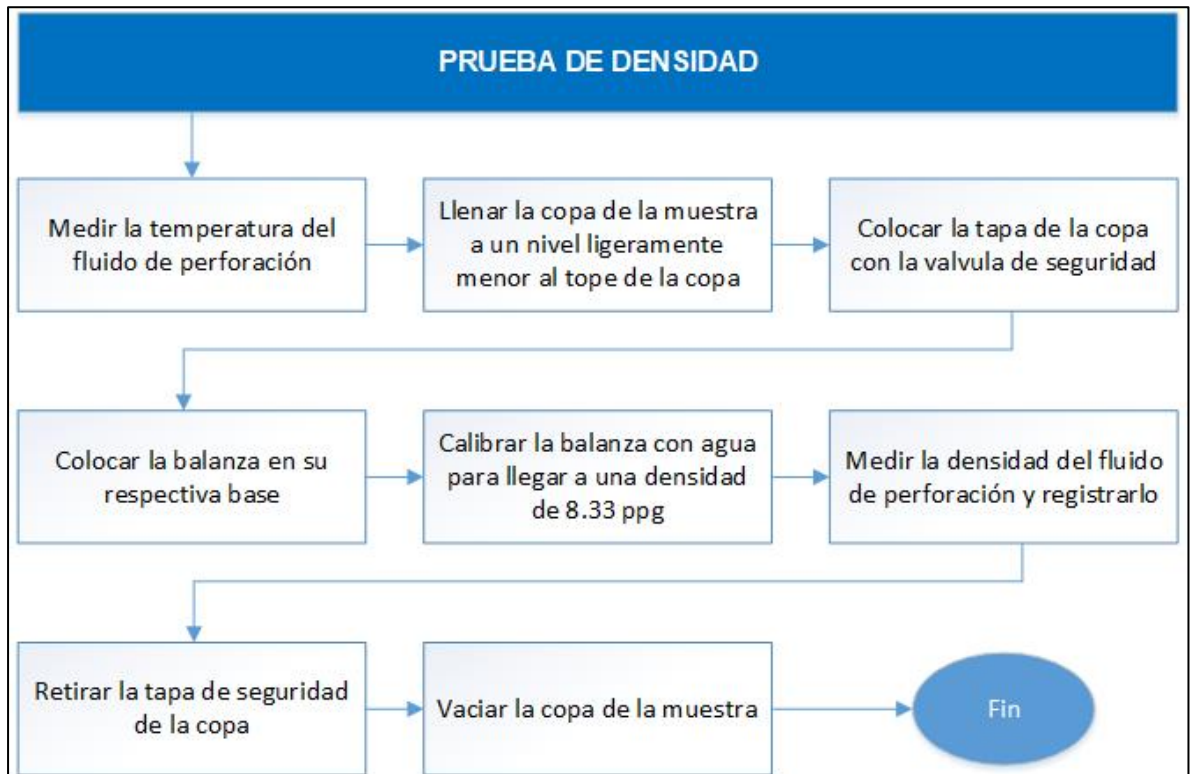 PRUEBA DE DENSIDAD
Medir la temperatura del
fluido de perforación
Llenar la copa de la muestra
a un nivel ligeramente
menor al tope de la copa
Colocar la tapa de la copa
con la valvula de seguridad
Colocar la balanza en su
respectiva base
Calibrar la balanza con agua
para llegar a una densidad
de 8.33 ppg
Medir la densidad del fluido
de perforación y registrarlo
Retirar la tapa de seguridad
de la copa
Vaciar la copa de la muestra
Fin